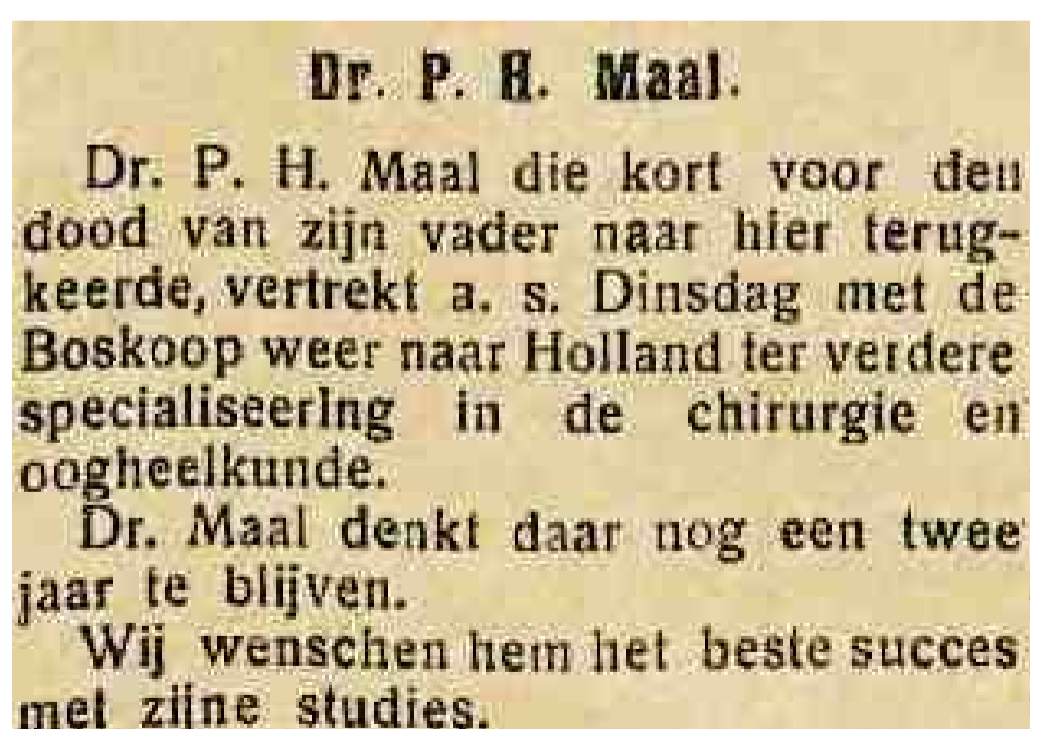 Dr. P. H. Maal.
Dr. P. H. Maal die kort voor den
dood van zijn vader naar hier terug-
keerde, vertrekt a. s. Dinsdag met de
Boskoop weer naar Holland ter verdere
specialiseering in de chirurgie en
oogheelkunde.
Dr. Maal denkt daar nog een twee
jaar te blijven.
Wij wenschen hem het beste succes
met zijne studies.